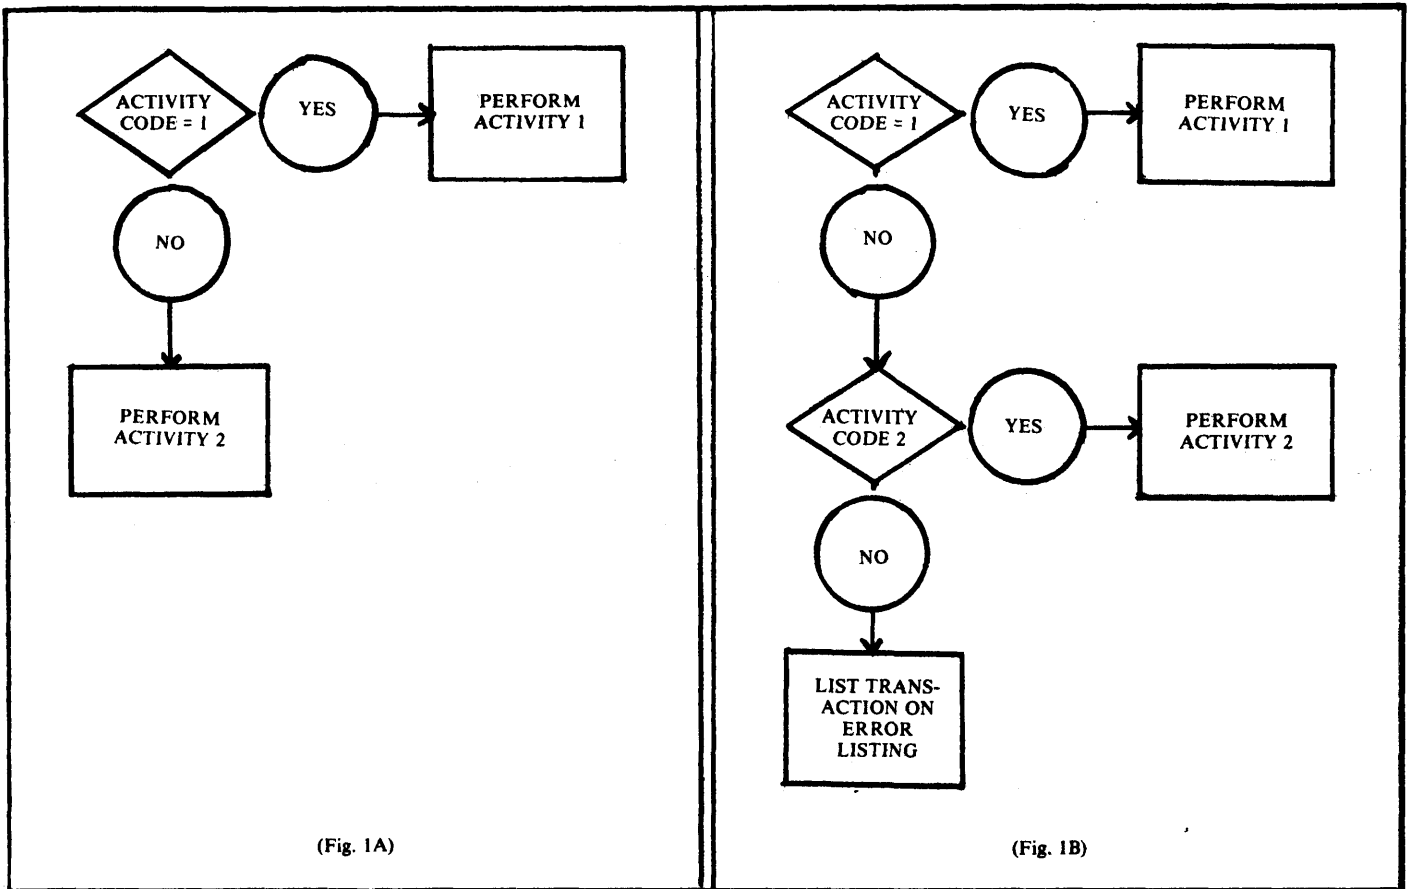 ACTIVITY
CODE = 1
YES
PERFORM
ACTIVITY 1
NO
PERFORM
ACTIVITY 2
(Fig. 1A)
ACTIVITY
CODE = 1
YES
PERFORM
ACTIVITY 1
NO
ACTIVITY
CODE 2
YES
PERFORM
ACTIVITY 2
NO
LIST TRANS-
ACTION ON
ERROR
LISTING
(Fig. 1B)